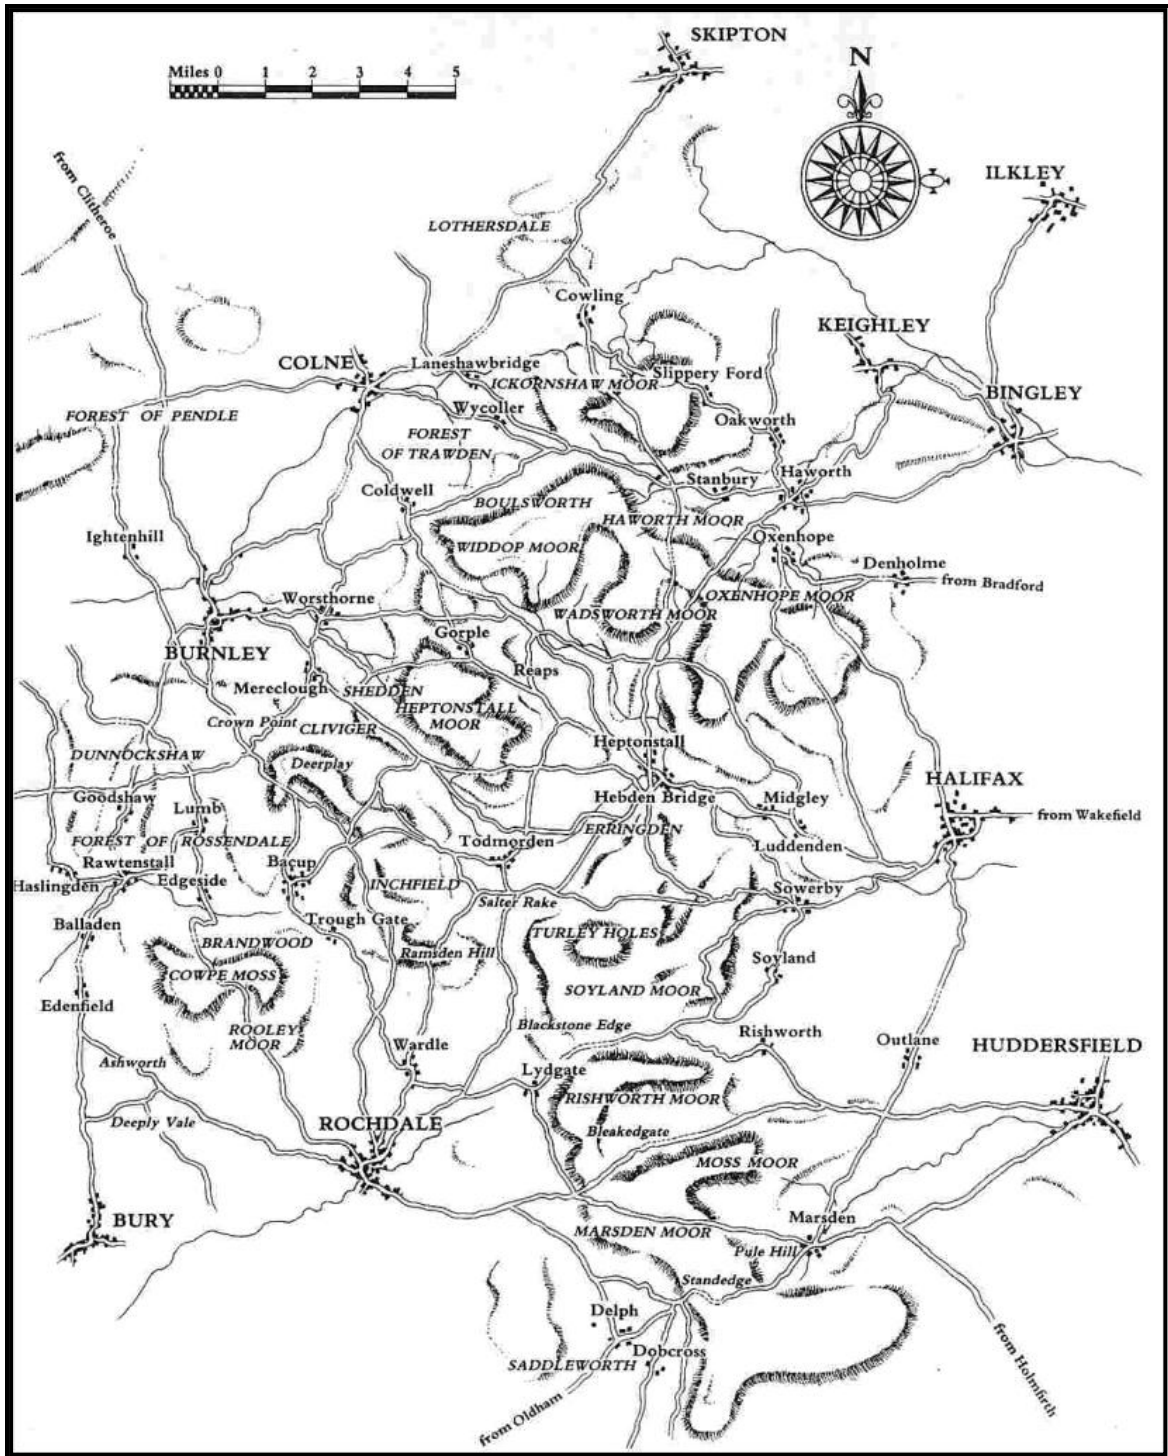 SKIPTON
Miles 0 1 2 3 4 5
N
from Clitheroe
ILKLEY
LOTHERSDALE
Cowling
KEIGHLEY
COLNE
Laneshawbridge
ICKORNSHAW MOOR
Slippery Ford
BINGLEY
FOREST OF PENDLE
Wycoller
Oakworth
FOREST
OF TRAWDEN
Stanbury
Haworth
Coldwell
BOULSWORTH
HAWORTH MOOR
Ightenhill
WIDDOP MOOR
Oxenhope
Denholme
from Bradford
Worsthorne
WADSWORTH MOOR
OXENHOPE MOOR
Gorple
BURNLEY
Reaps
Mereclough
SHEDDEN
HEPTONSTALL
MOOR
Crown Point
CLIVIGER
Heptonstall
DUNNOCKSHAW
Deerplay
HALIFAX
Goodshaw
Lumb
Hebden Bridge
Midgley
from Wakefield
FOREST OF ROSSENDALE
Todmorden
ERRINGDEN
Luddenden
Rawtenstall
Bacup
Haslingden
Edgeside
INCHFIELD
Sowerby
Salter Rake
Balladen
Trough Gate
BRANDWOOD
Ramsden Hill
TURLEY HOLES
COWPE MOSS
Soyland
Edenfield
SOYLAND MOOR
ROOLEY
MOOR
Blackstone Edge
Rishworth
Outlane
HUDDERSFIELD
Ashworth
Wardle
Lydgate
RISHWORTH MOOR
Deeply Vale
ROCHDALE
Bleakedgate
MOSS MOOR
BURY
MARSDEN MOOR
Marsden
Pule Hill
Standedge
Delph
Dobcross
SADDLEWORTH
from Oldham
from Holmfirth